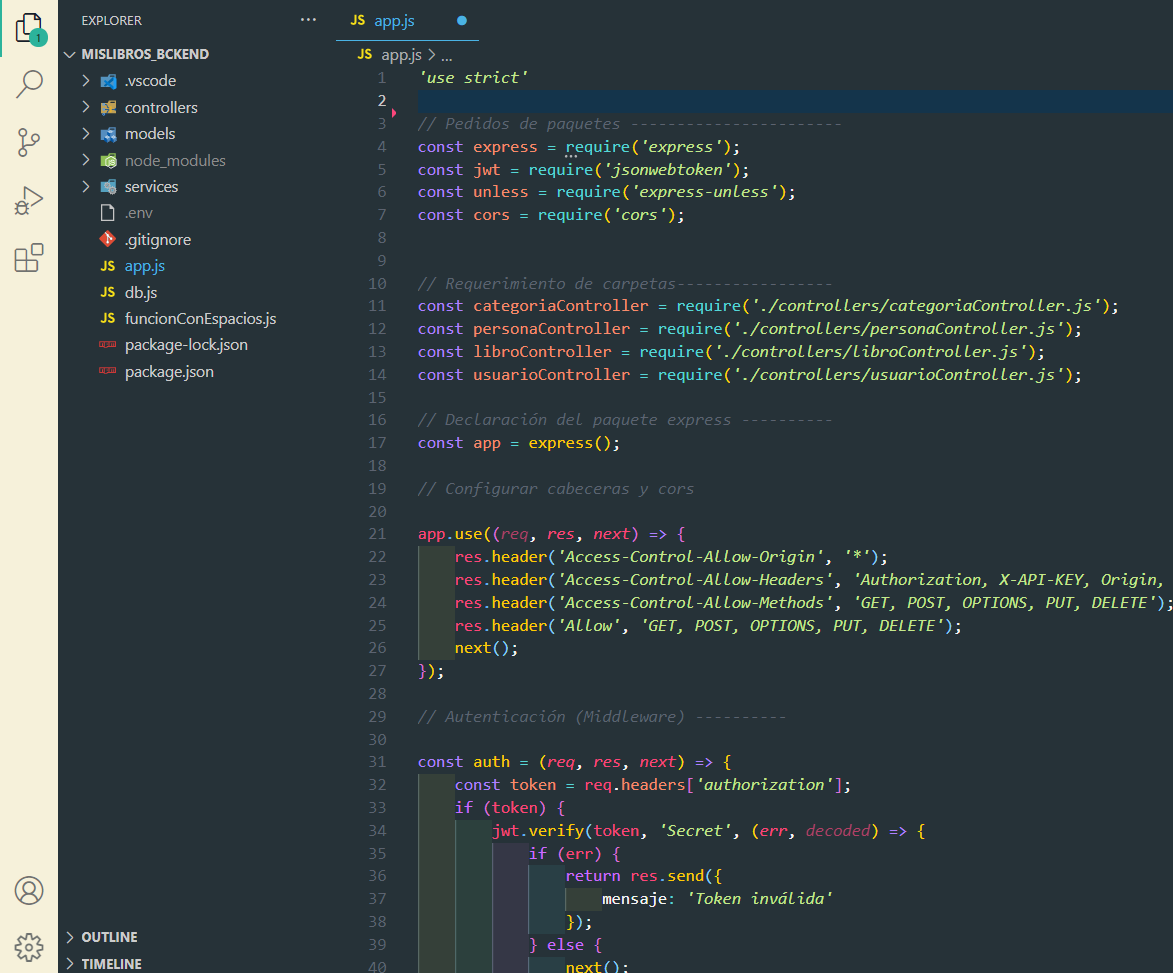 EXPLORER
MISLIBROS_BCKEND
.vscode
controllers
models
node_modules
services
.env
.gitignore
JS app.js
JS db.js
JS funcionConEspacios.js
package-lock.json
package.json
OUTLINE
TIMELINE
1
JS app.js
JS app.js > ...
1 'use strict'
2
3 // Pedidos de paquetes -----------------------
4 const express = require('express');
5 const jwt = require('jsonwebtoken');
6 const unless = require('express-unless');
7 const cors = require('cors');
8
9
10 // Requerimiento de carpetas-----------------
11 const categoriaController = require('./controllers/categoriaController.js');
12 const personaController = require('./controllers/personaController.js');
13 const libroController = require('./controllers/libroController.js');
14 const usuarioController = require('./controllers/usuarioController.js');
15
16 // Declaración del paquete express ----------
17 const app = express();
18
19 // Configurar cabeceras y cors
20
21 app.use((req, res, next) => {
22 res.header('Access-Control-Allow-Origin', '*');
23 res.header('Access-Control-Allow-Headers', 'Authorization, X-API-KEY, Origin,
24 res.header('Access-Control-Allow-Methods', 'GET, POST, OPTIONS, PUT, DELETE');
25 res.header('Allow', 'GET, POST, OPTIONS, PUT, DELETE');
26 next();
27 });
28
29 // Autenticación (Middleware) ----------
30
31 const auth = (req, res, next) => {
32 const token = req.headers['authorization'];
33 if (token) {
34 jwt.verify(token, 'Secret', (err, decoded) => {
35 if (err) {
36 return res.send({
37 mensaje: 'Token inválida'
38 });
39 } else {
40 next();